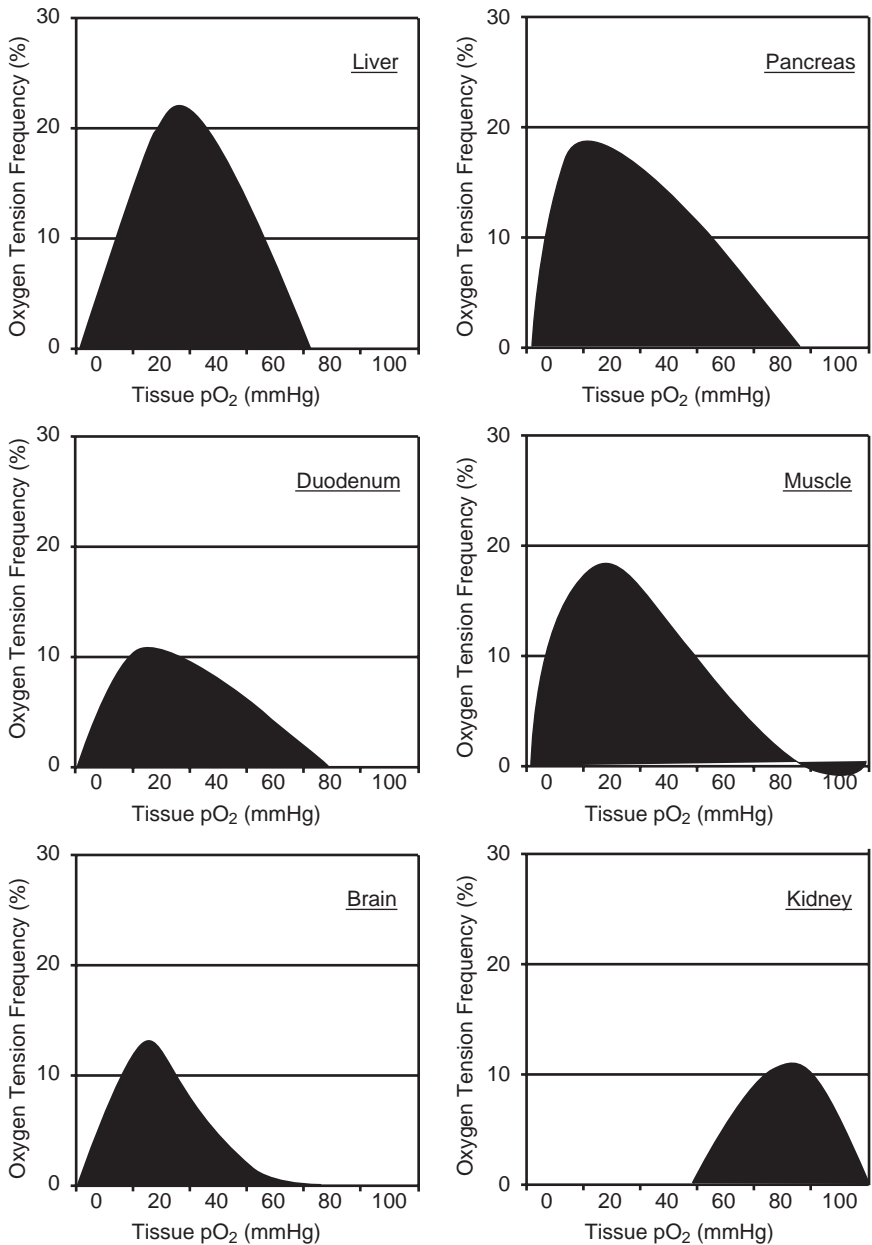 Oxygen Tension Frequency (%)
30
20
10
0
Liver
0 20 40 60 80 100
Tissue pO₂ (mmHg)
Oxygen Tension Frequency (%)
30
20
10
0
Pancreas
0 20 40 60 80 100
Tissue pO₂ (mmHg)
Oxygen Tension Frequency (%)
30
20
10
0
Duodenum
0 20 40 60 80 100
Tissue pO₂ (mmHg)
Oxygen Tension Frequency (%)
30
20
10
0
Muscle
0 20 40 60 80 100
Tissue pO₂ (mmHg)
Oxygen Tension Frequency (%)
30
20
10
0
Brain
0 20 40 60 80 100
Tissue pO₂ (mmHg)
Oxygen Tension Frequency (%)
30
20
10
0
Kidney
0 20 40 60 80 100
Tissue pO₂ (mmHg)